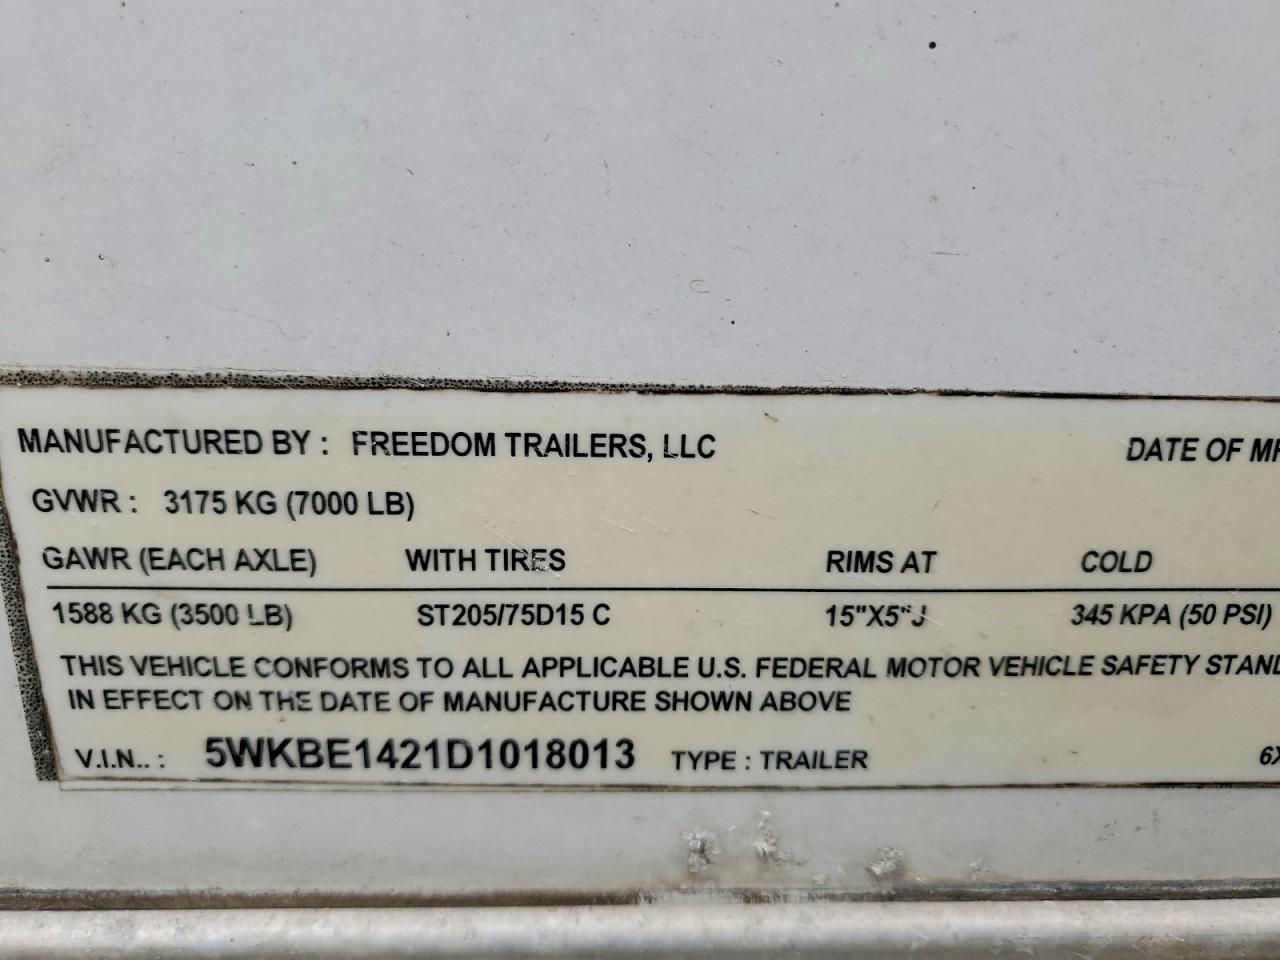 MANUFACTURED BY : FREEDOM TRAILERS, LLC DATE OF
GVWR : 3175 KG (7000 LB)
GAWR (EACH AXLE) WITH TIRES RIMS AT COLD
1588 KG (3500 LB) ST205/75D15 C 15"X5"J 345 KPA (50 PSI)
THIS VEHICLE CONFORMS TO ALL APPLICABLE U.S. FEDERAL MOTOR VEHICLE SAFETY STAND
IN EFFECT ON THE DATE OF MANUFACTURE SHOWN ABOVE
V.I.N.. : 5WKBE1421D1018013 TYPE : TRAILER 6X